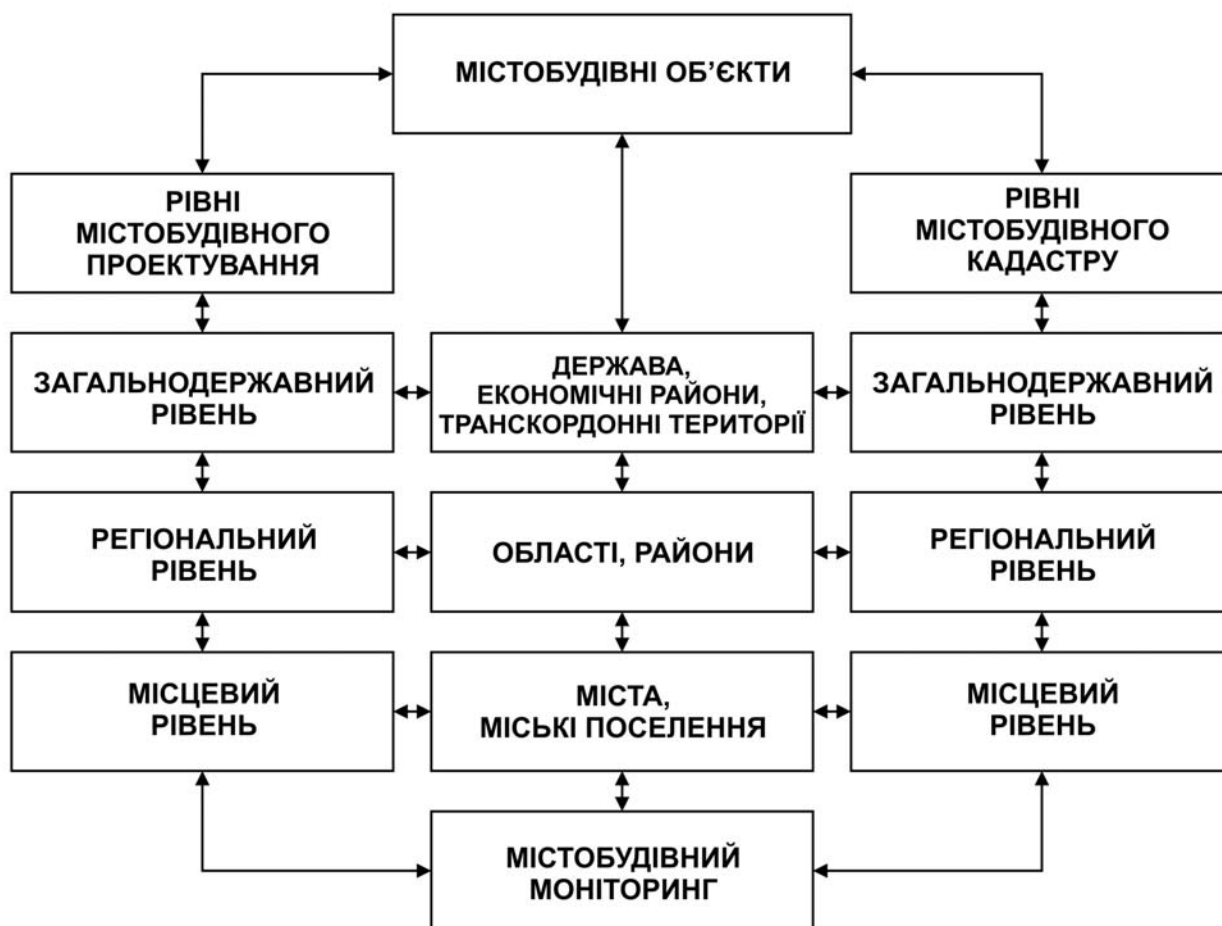 МІСТОБУДІВНІ ОБ’ЄКТИ
РІВНІ
МІСТОБУДІВНОГО
ПРОЕКТУВАННЯ
РІВНІ
МІСТОБУДІВНОГО
КАДАСТРУ
ЗАГАЛЬНОДЕРЖАВНИЙ
РІВЕНЬ
ДЕРЖАВА,
ЕКОНОМІЧНІ РАЙОНИ,
ТРАНСКОРДОННІ ТЕРИТОРІЇ
ЗАГАЛЬНОДЕРЖАВНИЙ
РІВЕНЬ
РЕГІОНАЛЬНИЙ
РІВЕНЬ
ОБЛАСТІ, РАЙОНИ
РЕГІОНАЛЬНИЙ
РІВЕНЬ
МІСЦЕВИЙ
РІВЕНЬ
МІСТА,
МІСЬКІ ПОСЕЛЕННЯ
МІСЦЕВИЙ
РІВЕНЬ
МІСТОБУДІВНИЙ
МОНІТОРИНГ